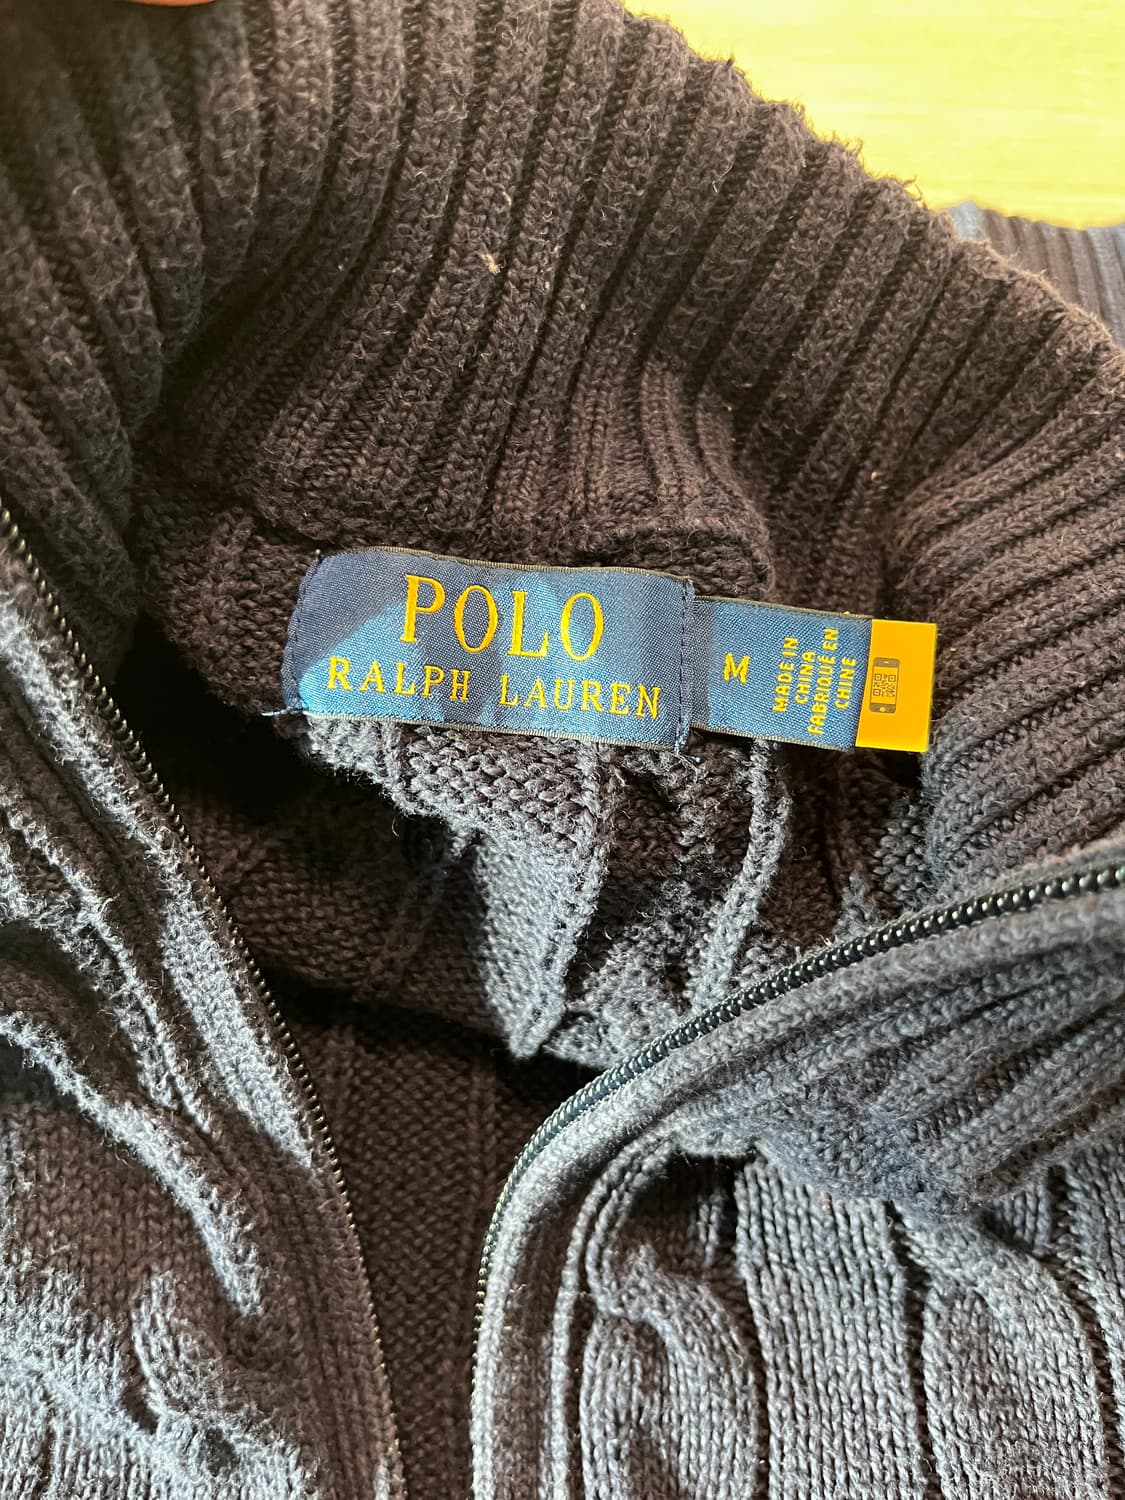 POLO
RALPH LAUREN
M
MADE IN
CHINA
FABRIQUÉ EN
CHINE